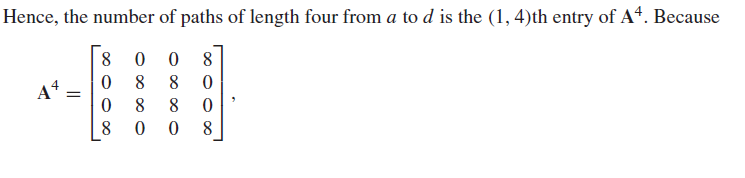 Hence, the number of paths of length four from a to d is the (1, 4)th entry of A⁴. Because
8 0 0 8
0 8 8 0
A⁴ =
0 8 8 0
,
8 0 0 8